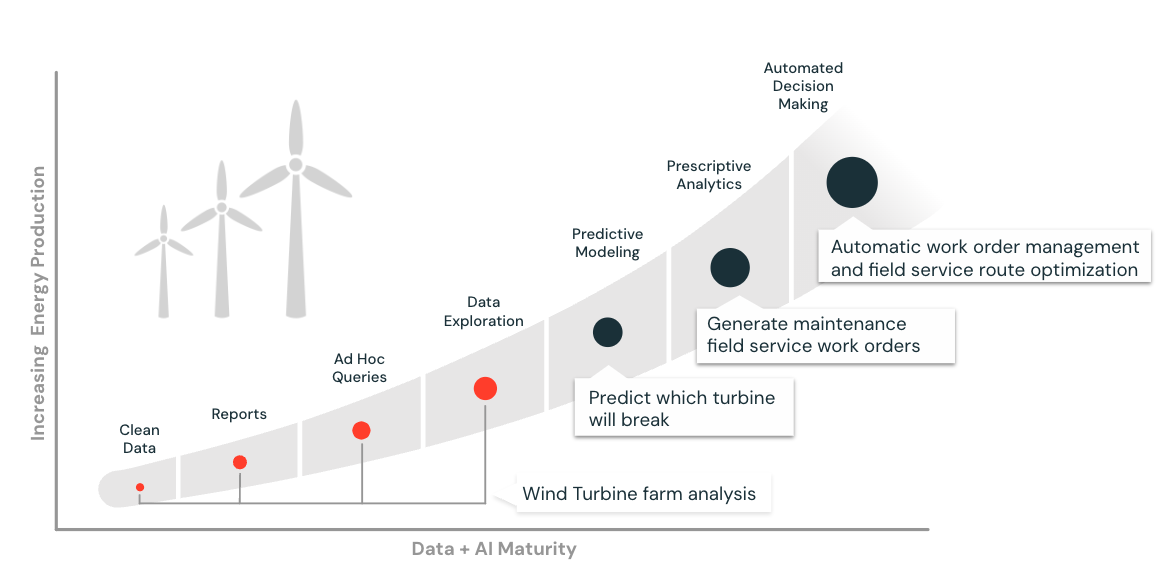 Automated
Decision
Making
Prescriptive
Analytics
Predictive
Modeling
Data
Exploration
Ad Hoc
Queries
Reports
Clean
Data
Automatic work order management
and field service route optimization
Generate maintenance
field service work orders
Predict which turbine
will break
Wind Turbine farm analysis
Increasing Energy Production
Data + AI Maturity